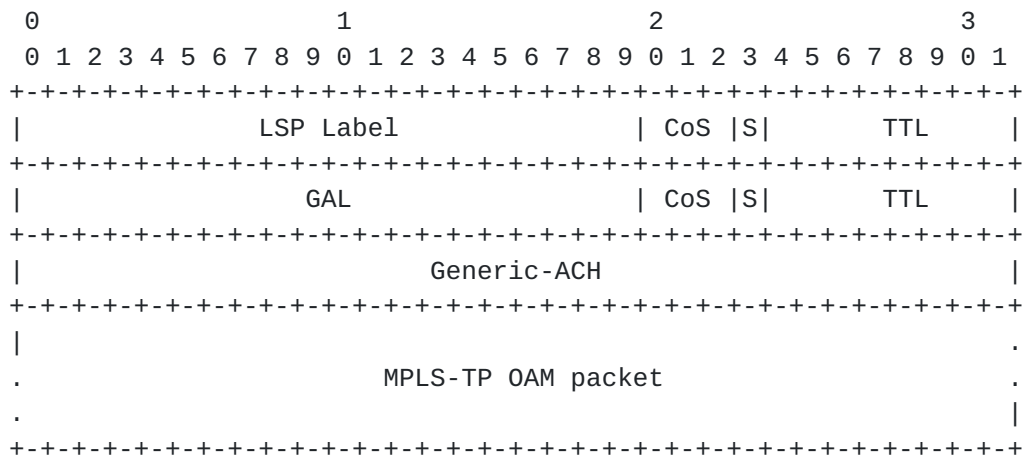 0                   1                   2                   3
 0 1 2 3 4 5 6 7 8 9 0 1 2 3 4 5 6 7 8 9 0 1 2 3 4 5 6 7 8 9 0 1
+-+-+-+-+-+-+-+-+-+-+-+-+-+-+-+-+-+-+-+-+-+-+-+-+-+-+-+-+-+-+-+-+
|               LSP Label               | CoS |S|       TTL     |
+-+-+-+-+-+-+-+-+-+-+-+-+-+-+-+-+-+-+-+-+-+-+-+-+-+-+-+-+-+-+-+-+
|                  GAL                  | CoS |S|       TTL     |
+-+-+-+-+-+-+-+-+-+-+-+-+-+-+-+-+-+-+-+-+-+-+-+-+-+-+-+-+-+-+-+-+
|                          Generic-ACH                          |
+-+-+-+-+-+-+-+-+-+-+-+-+-+-+-+-+-+-+-+-+-+-+-+-+-+-+-+-+-+-+-+-+
|                                                               .
.                       MPLS-TP OAM packet                      .
.                                                               |
+-+-+-+-+-+-+-+-+-+-+-+-+-+-+-+-+-+-+-+-+-+-+-+-+-+-+-+-+-+-+-+-+